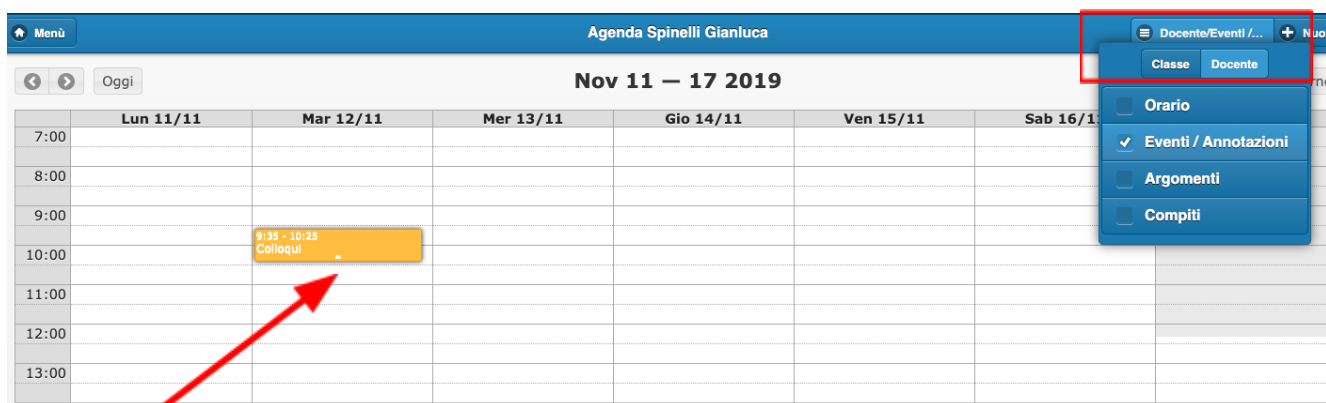 Menù
Agenda Spinelli Gianluca
Docente/Eventi /...
Classe Docente
Oggi
Nov 11 — 17 2019
Orario
Lun 11/11 Mar 12/11 Mer 13/11 Gio 14/11 Ven 15/11 Sab 16/1
7:00
Eventi / Annotazioni
8:00
Argomenti
9:00
Compiti
9:35 - 10:25
Colloqui
10:00
11:00
12:00
13:00